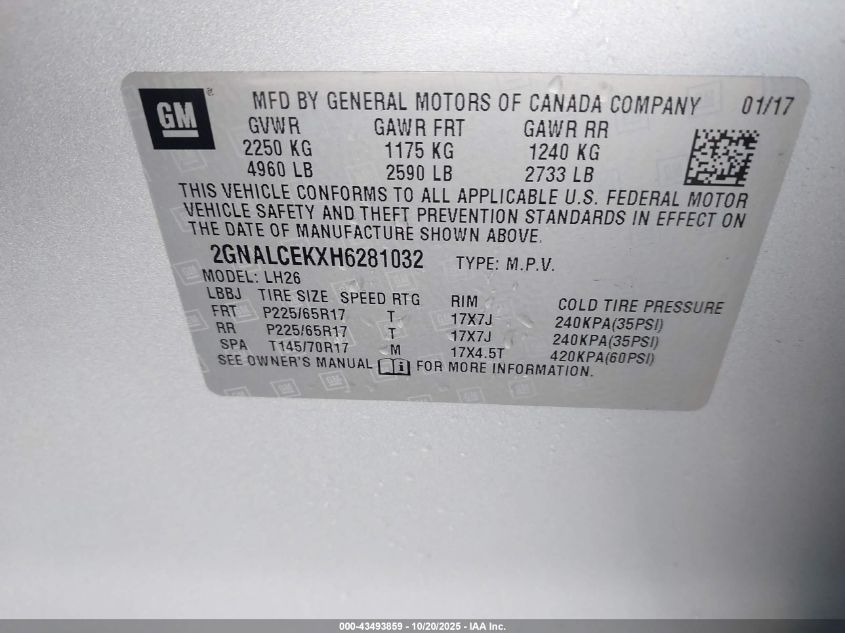 GM ® MFD BY GENERAL MOTORS OF CANADA COMPANY 01/17
GVWR GAWR FRT GAWR RR
2250 KG 1175 KG 1240 KG
4960 LB 2590 LB 2733 LB
THIS VEHICLE CONFORMS TO ALL APPLICABLE U.S. FEDERAL MOTOR
VEHICLE SAFETY AND THEFT PREVENTION STANDARDS IN EFFECT ON
THE DATE OF MANUFACTURE SHOWN ABOVE.
2GNALCEKXH6281032 TYPE: M.P.V.
MODEL: LH26
LBBJ TIRE SIZE SPEED RTG RIM COLD TIRE PRESSURE
FRT P225/65R17 T 17X7J 240KPA(35PSI)
RR P225/65R17 T 17X7J 240KPA(35PSI)
SPA T145/70R17 M 17X4.5T 420KPA(60PSI)
SEE OWNER'S MANUAL i FOR MORE INFORMATION.
000-43493859 - 10/20/2025 - IAA Inc.